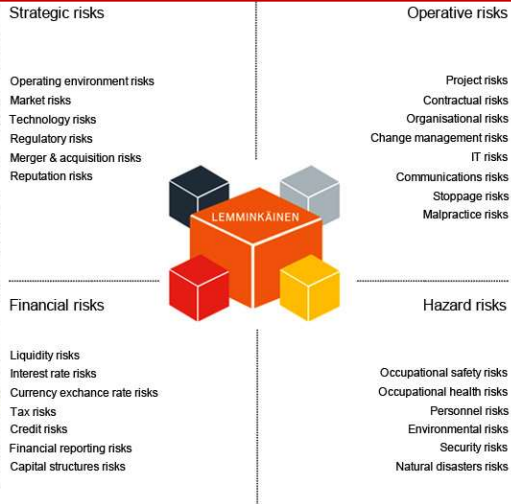 Strategic risks
Operating environment risks
Market risks
Technology risks
Regulatory risks
Merger & acquisition risks
Reputation risks
Operative risks
Project risks
Contractual risks
Organisational risks
Change management risks
IT risks
Communications risks
Stoppage risks
Malpractice risks
LEMMINKÄINEN
Financial risks
Liquidity risks
Interest rate risks
Currency exchance rate risks
Tax risks
Credit risks
Financial reporting risks
Capital structures risks
Hazard risks
Occupational safety risks
Occupational health risks
Personnel risks
Environmental risks
Security risks
Natural disasters risks